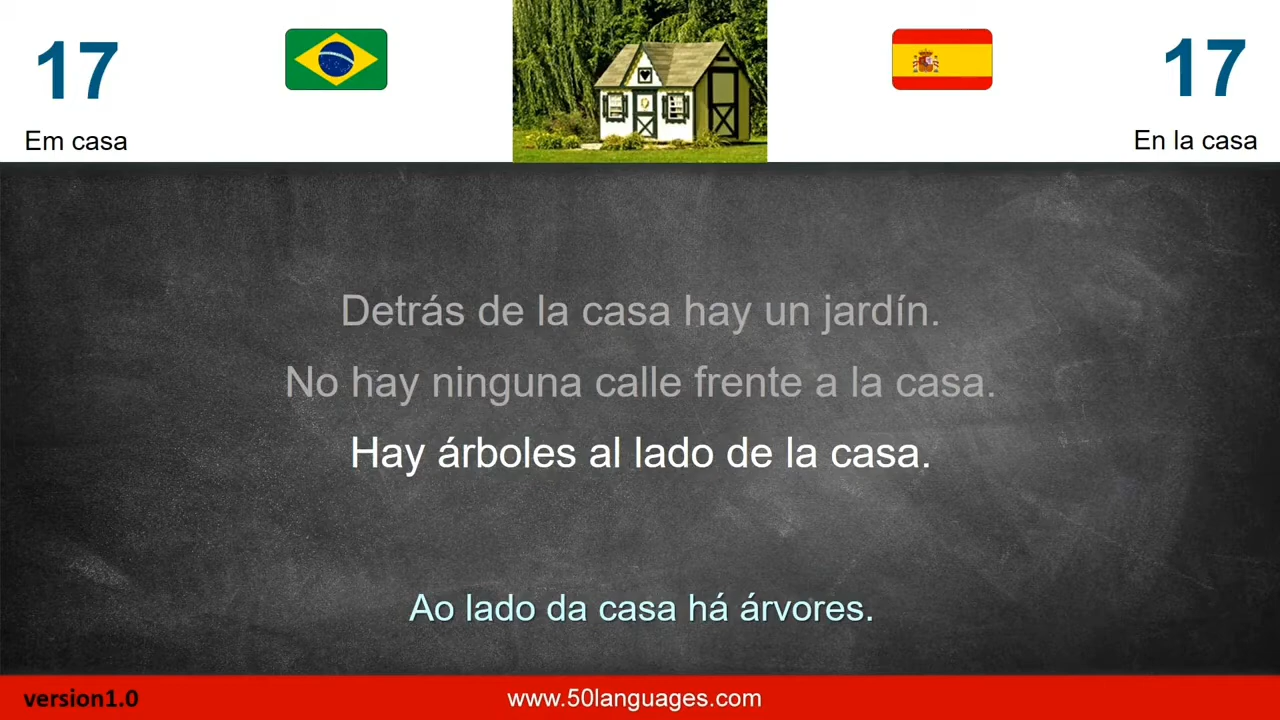 17
17
Em casa
En la casa
Detrás de la casa hay un jardín.
No hay ninguna calle frente a la casa.
Hay árboles al lado de la casa.
Ao lado da casa há árvores.
version1.0
www.50languages.com